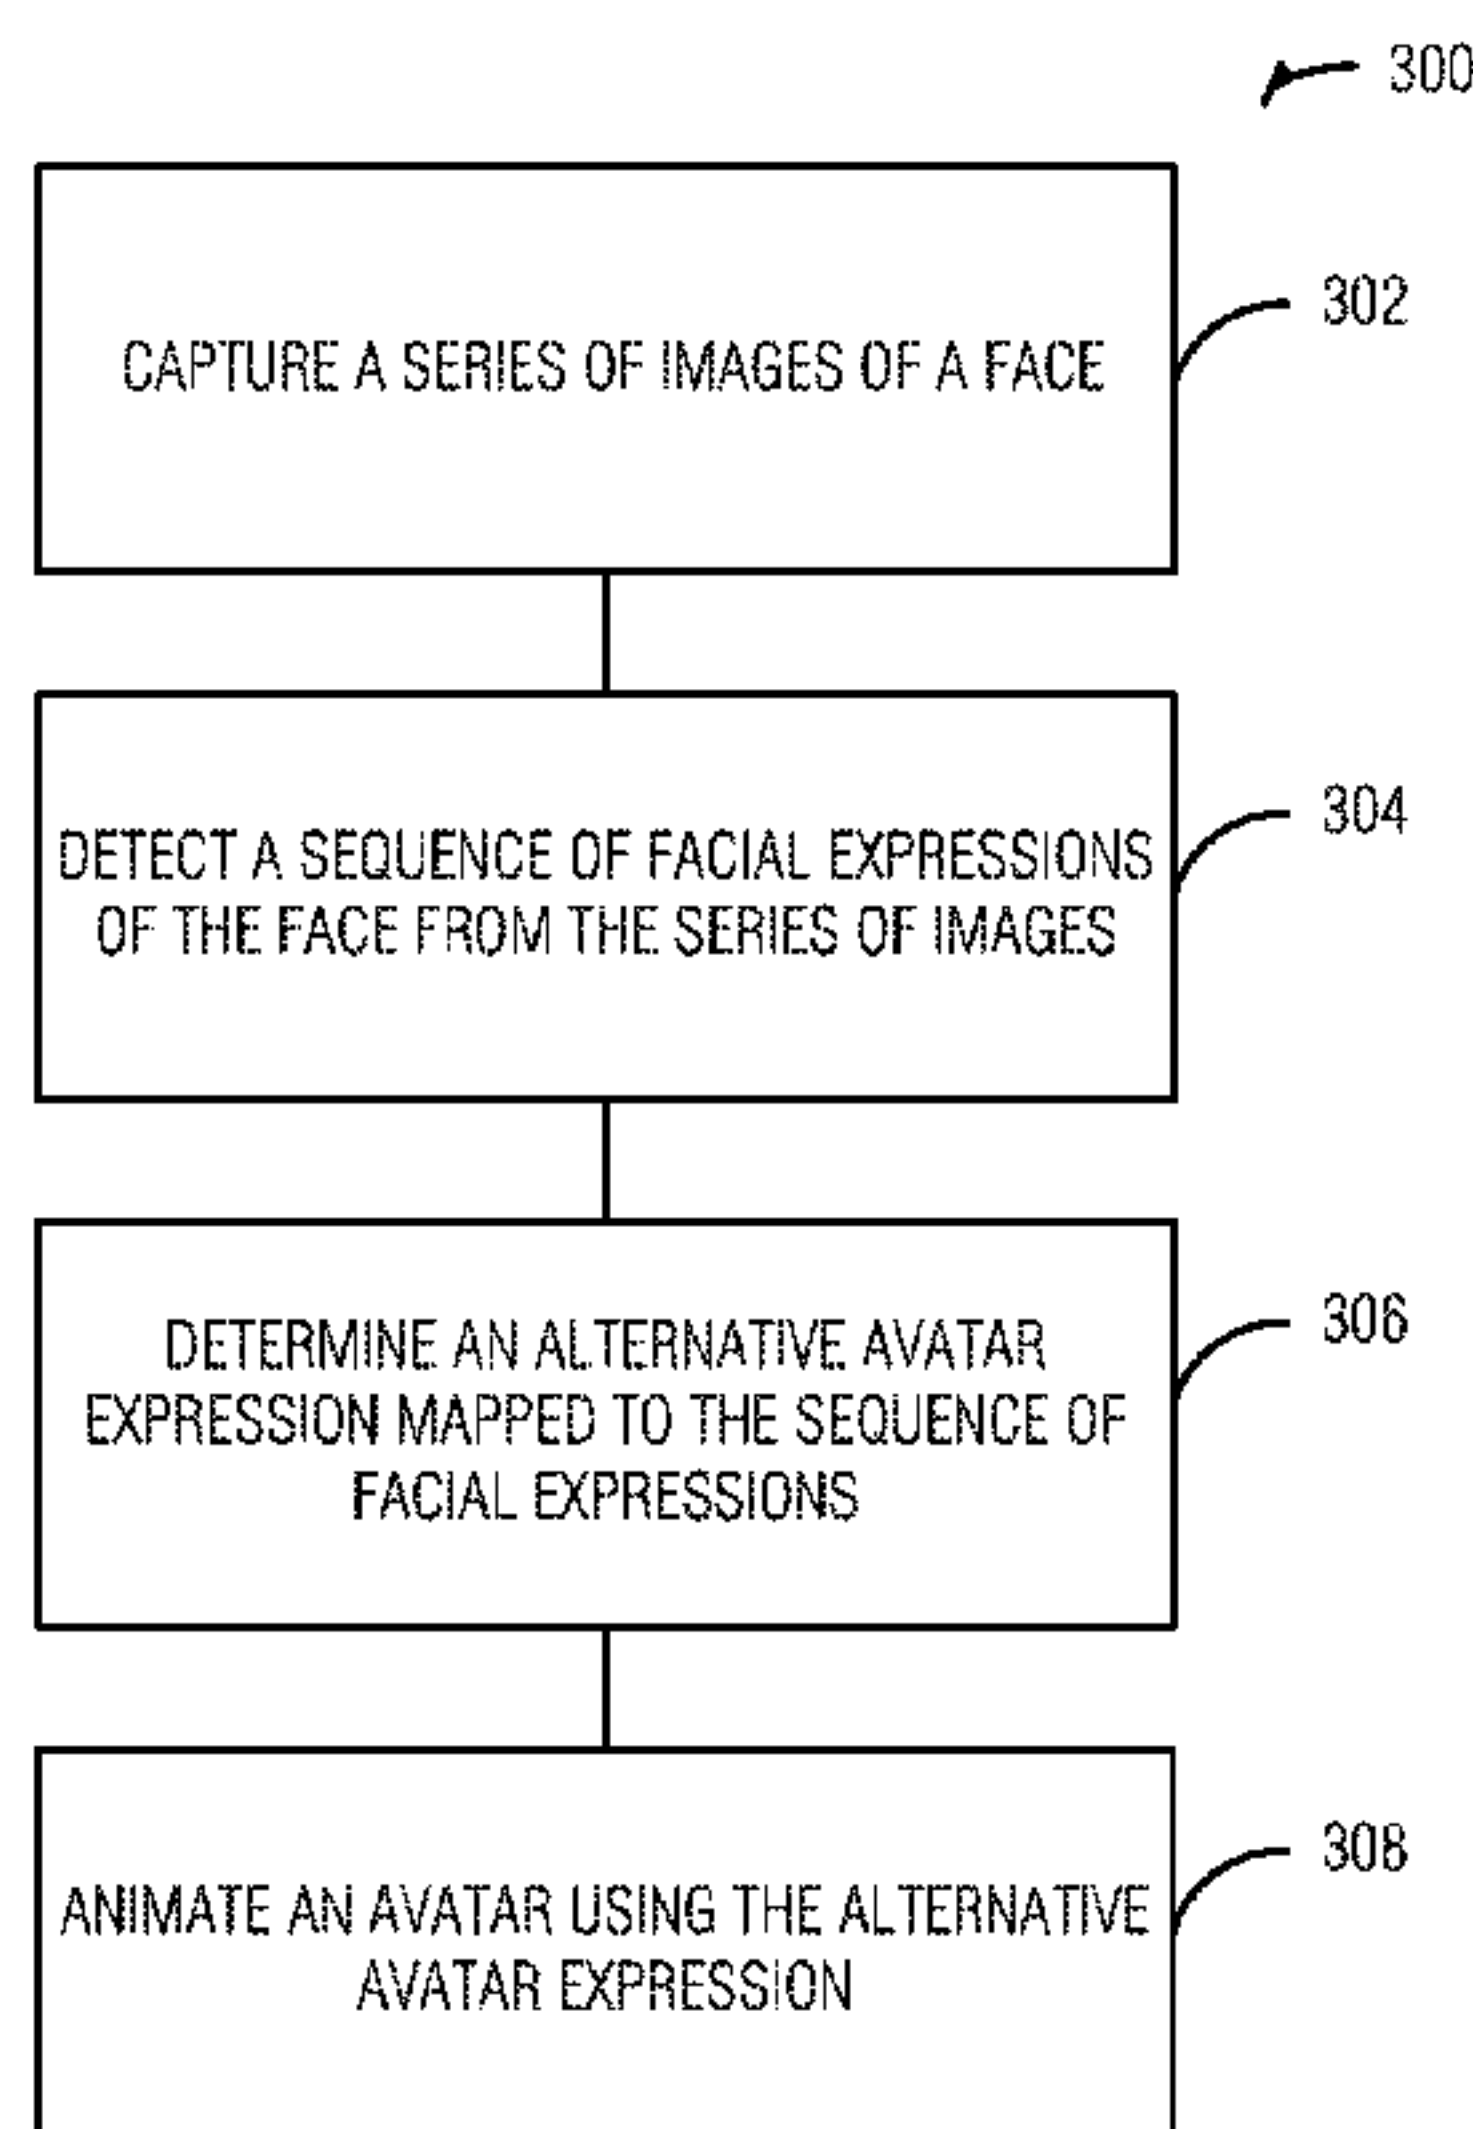 300
CAPTURE A SERIES OF IMAGES OF A FACE
302
DETECT A SEQUENCE OF FACIAL EXPRESSIONS
OF THE FACE FROM THE SERIES OF IMAGES
304
DETERMINE AN ALTERNATIVE AVATAR
EXPRESSION MAPPED TO THE SEQUENCE OF
FACIAL EXPRESSIONS
306
ANIMATE AN AVATAR USING THE ALTERNATIVE
AVATAR EXPRESSION
308